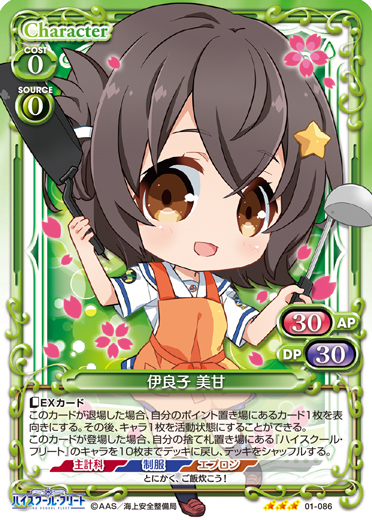 Character
COST
0
SOURCE
0
30 AP
DP 30
伊良子 美甘
EXカード
このカードが退場した場合、自分のポイント置き場にあるカード1枚を表
向きにする。その後、キャラ1枚を活動状態にすることができる。
このカードが登場した場合、自分の捨て札置き場にある『ハイスクール・
フリート』のキャラを10枚までデッキに戻し、デッキをシャッフルする。
主計科 制服 エプロン
とにかく、ご飯炊こう!
ハイスクール・フリート
HIGH SCHOOL FLEET
©AAS/海上安全整備局
01-086